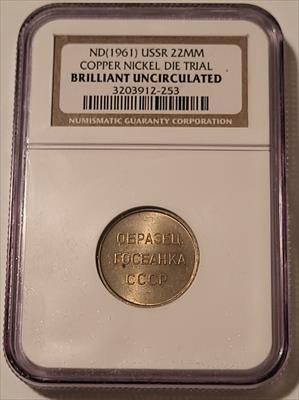 ND(1961) USSR 22MM
COPPER NICKEL DIE TRIAL
BRILLIANT UNCIRCULATED
3203912-253
NUMISMATIC GUARANTY CORPORATION
ОБРАЗЕЦ
ГОСБАНКА
СССР